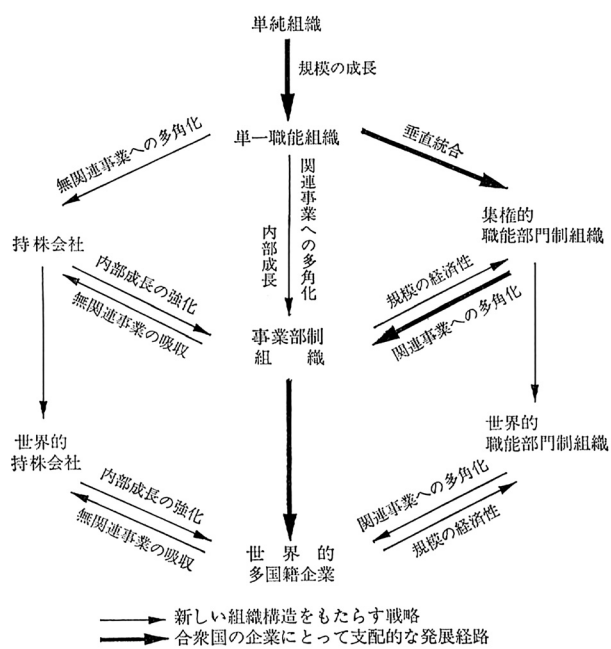 単純組織
規模の成長
単一職能組織
無関連事業への多角化
関連事業への多角化
内部成長
垂直統合
持株会社
集権的
職能部門制組織
内部成長の強化
無関連事業の吸収
規模の経済性
関連事業への多角化
事業部制
組織
世界的
持株会社
世界的
職能部門制組織
内部成長の強化
無関連事業の吸収
関連事業への多角化
規模の経済性
世界的
多国籍企業
新しい組織構造をもたらす戦略
合衆国の企業にとって支配的な発展経路